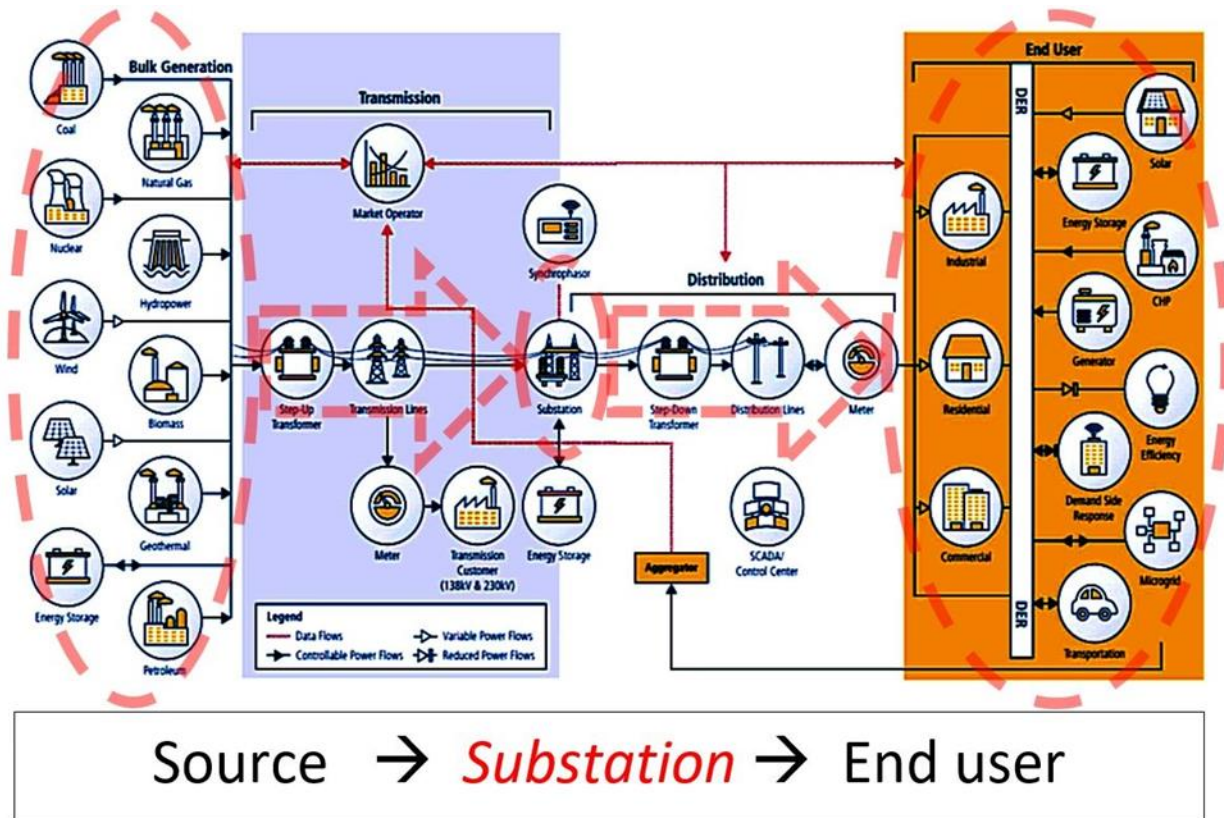 Bulk Generation
Coal
Natural Gas
Nuclear
Hydropower
Wind
Biomass
Solar
Geothermal
Energy Storage
Petroleum
Transmission
Market Operator
Synchrophasor
Distribution
Step-Up
Transformer
Transmission Lines
Substation
Step-Down
Transformer
Distribution Lines
Meter
Meter
Transmission
Customer
(138kV & 230kV)
Energy Storage
SCADA/
Control Center
Aggregator
Legend
Data Flows
Variable Power Flows
Controllable Power Flows
Reduced Power Flows
End User
DER
Industrial
Residential
Commercial
Solar
Energy Storage
CHP
Generator
Energy
Efficiency
Demand Side
Response
Microgrid
DER
Transportation
Source → Substation → End user